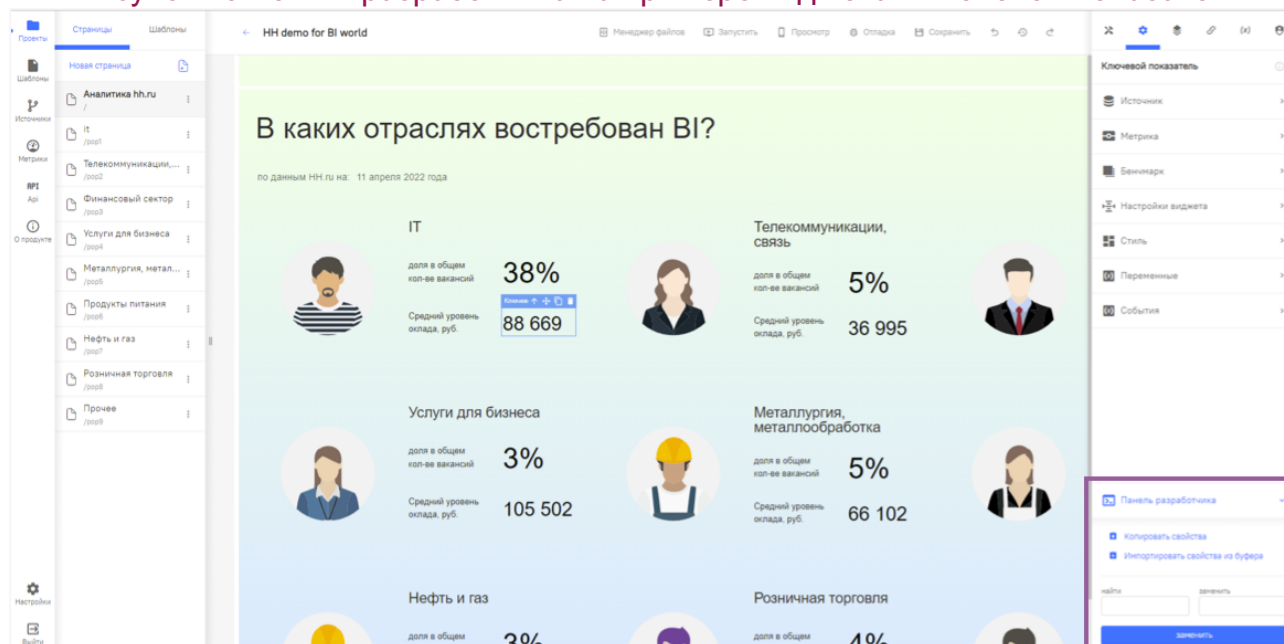 Проекты
Шаблоны
Источники
Метрики
API
Api
О продукте
Настройки
Выйти
Страницы Шаблоны
Новая страница
Аналитика hh.ru
/
it
/pop1
Телекоммуникации,...
/pop2
Финансовый сектор
/pop3
Услуги для бизнеса
/pop4
Металлургия, метал...
/pop5
Продукты питания
/pop6
Нефть и газ
/pop7
Розничная торговля
/pop8
Прочее
/pop9
← HH demo for BI world
Менеджер файлов Запустить Просмотр Отладка Сохранить
В каких отраслях востребован BI?
по данным HH.ru на: 11 апреля 2022 года
IT
доля в общем
кол-ве вакансий
38%
Средний уровень
оклада, руб.
88 669
Телекоммуникации,
связь
доля в общем
кол-ве вакансий
5%
Средний уровень
оклада, руб.
36 995
Услуги для бизнеса
доля в общем
кол-ве вакансий
3%
Средний уровень
оклада, руб.
105 502
Металлургия,
металлообработка
доля в общем
кол-ве вакансий
5%
Средний уровень
оклада, руб.
66 102
Нефть и газ
доля в общем
3%
Розничная торговля
доля в общем
4%
{x}
Ключевой показатель
Источник
Метрика
Бенчмарк
Настройки виджета
Стиль
Переменные
События
Панель разработчика
Копировать свойства
Импортировать свойства из буфера
найти заменить
заменить